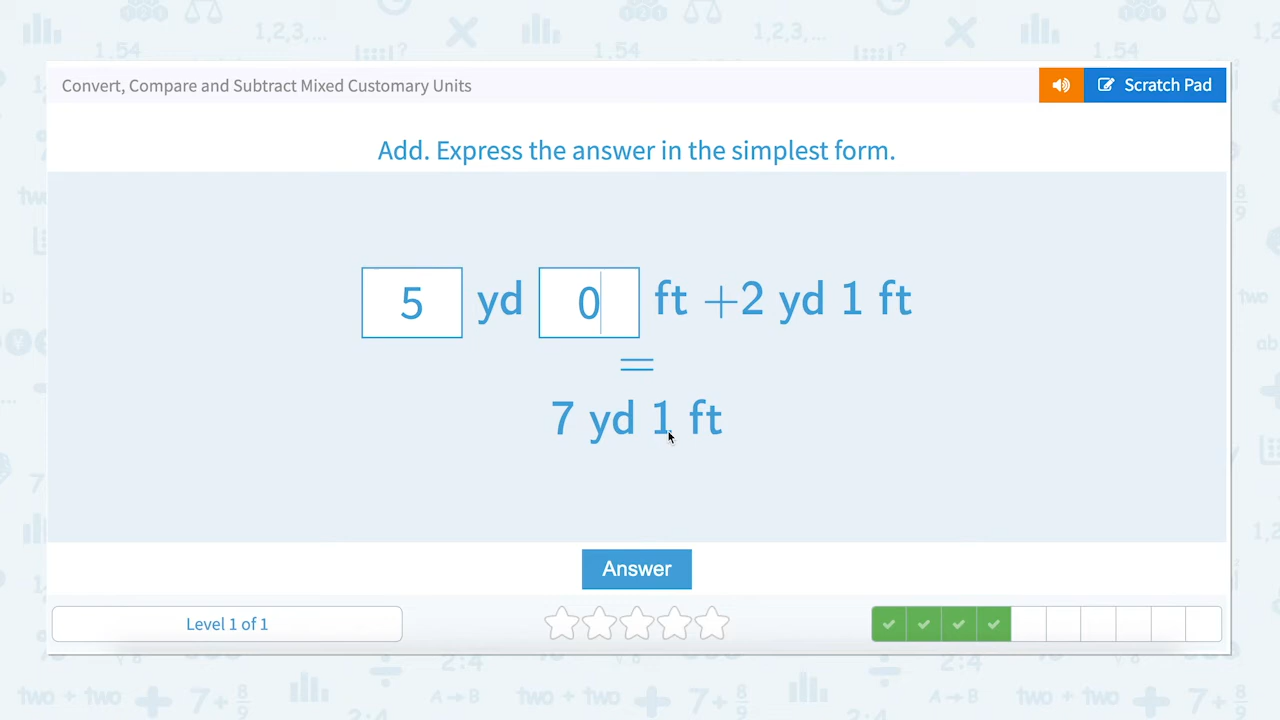 Convert, Compare and Subtract Mixed Customary Units
Scratch Pad
Add. Express the answer in the simplest form.
5 yd 0 ft +2 yd 1 ft
=
7 yd 1 ft
Answer
Level 1 of 1